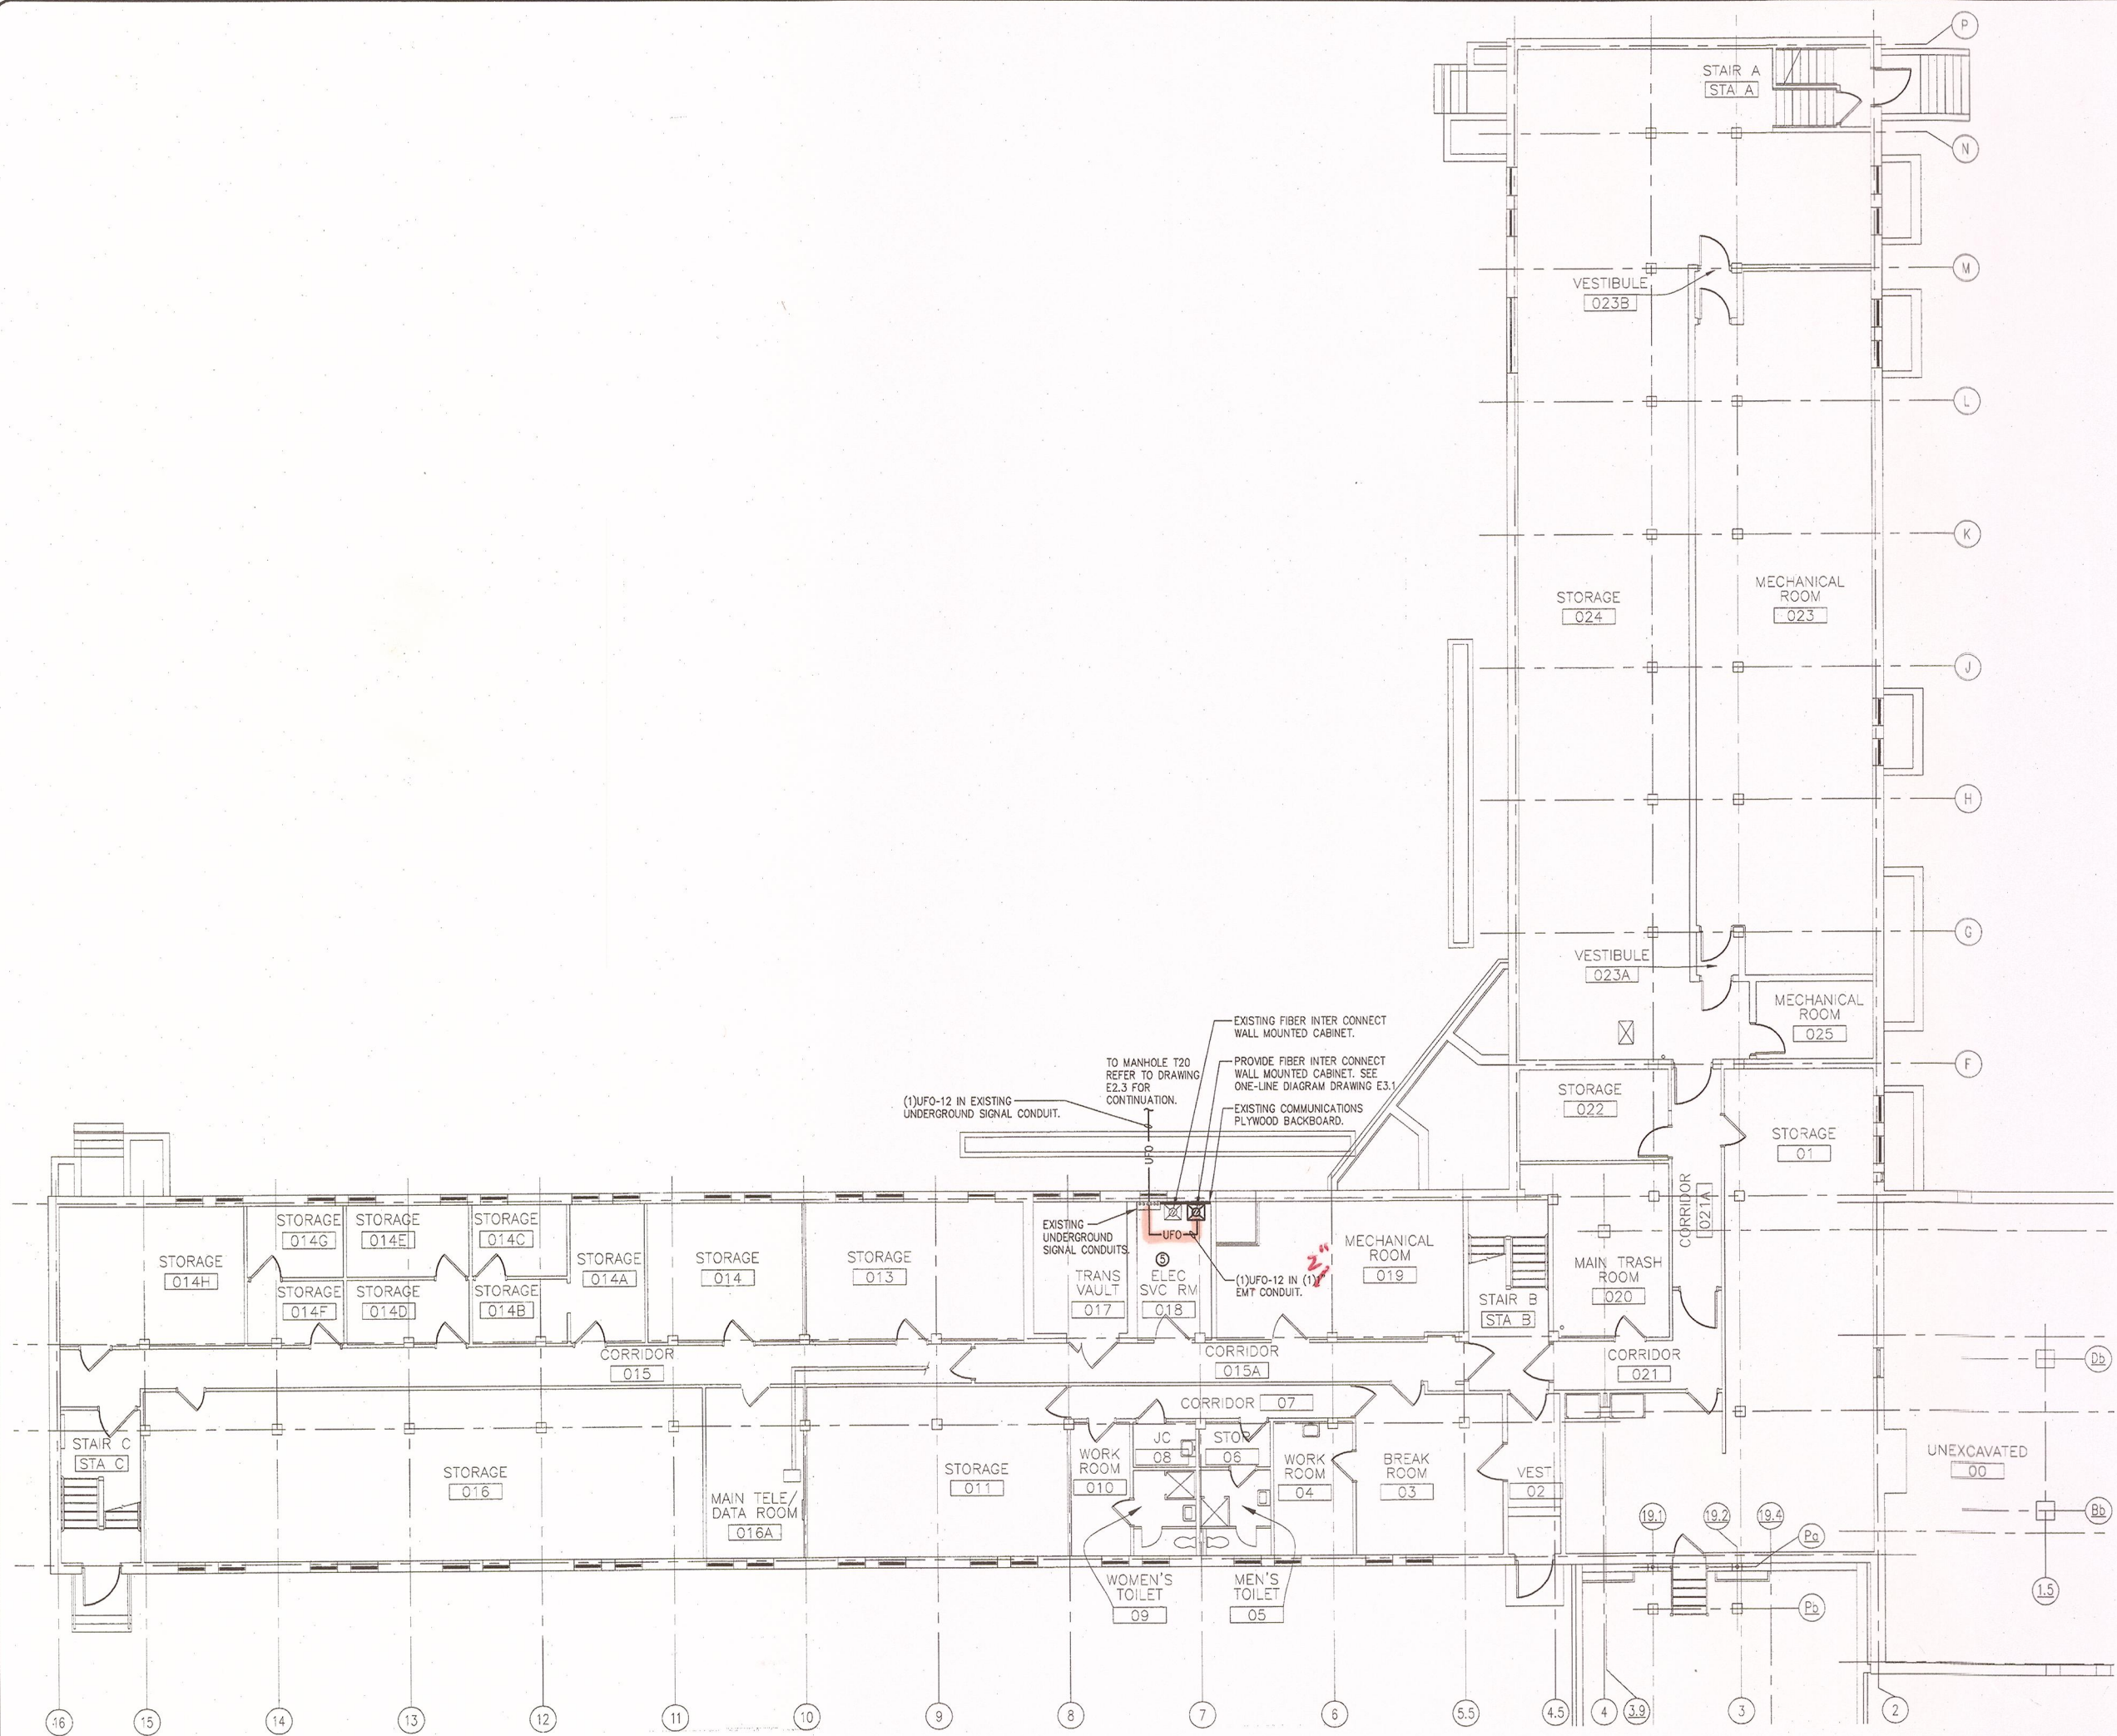 P
STAIR A
STA A
N
M
VESTIBULE
023B
L
K
MECHANICAL
ROOM
023
STORAGE
024
J
H
G
VESTIBULE
023A
MECHANICAL
ROOM
025
F
EXISTING FIBER INTER CONNECT
WALL MOUNTED CABINET.
TO MANHOLE T20
REFER TO DRAWING
E2.3 FOR
CONTINUATION.
PROVIDE FIBER INTER CONNECT
WALL MOUNTED CABINET. SEE
ONE-LINE DIAGRAM DRAWING E3.1
(1)UFO-12 IN EXISTING
UNDERGROUND SIGNAL CONDUIT.
EXISTING COMMUNICATIONS
PLYWOOD BACKBOARD.
UFO
STORAGE
022
STORAGE
01
CORRIDOR
021A
EXISTING
UNDERGROUND
SIGNAL CONDUITS.
UFO
5
(1)UFO-12 IN (1)
EMT CONDUIT.
2"
STORAGE
014H
STORAGE
014G
STORAGE
014E
STORAGE
014C
STORAGE
014F
STORAGE
014D
STORAGE
014B
STORAGE
014A
STORAGE
014
STORAGE
013
TRANS
VAULT
017
ELEC
SVC RM
018
MECHANICAL
ROOM
019
STAIR B
STA B
MAIN TRASH
ROOM
020
CORRIDOR
015
CORRIDOR
015A
CORRIDOR
021
Db
CORRIDOR 07
STAIR C
STA C
STORAGE
016
MAIN TELE/
DATA ROOM
016A
STORAGE
011
WORK
ROOM
010
JC
08
STOR
06
WORK
ROOM
04
BREAK
ROOM
03
VEST.
02
UNEXCAVATED
00
19.1
19.2
19.4
Pa
Bb
WOMEN'S
TOILET
09
MEN'S
TOILET
05
Pb
1.5
16
15
14
13
12
11
10
9
8
7
6
5.5
4.5
4
3.9
3
2